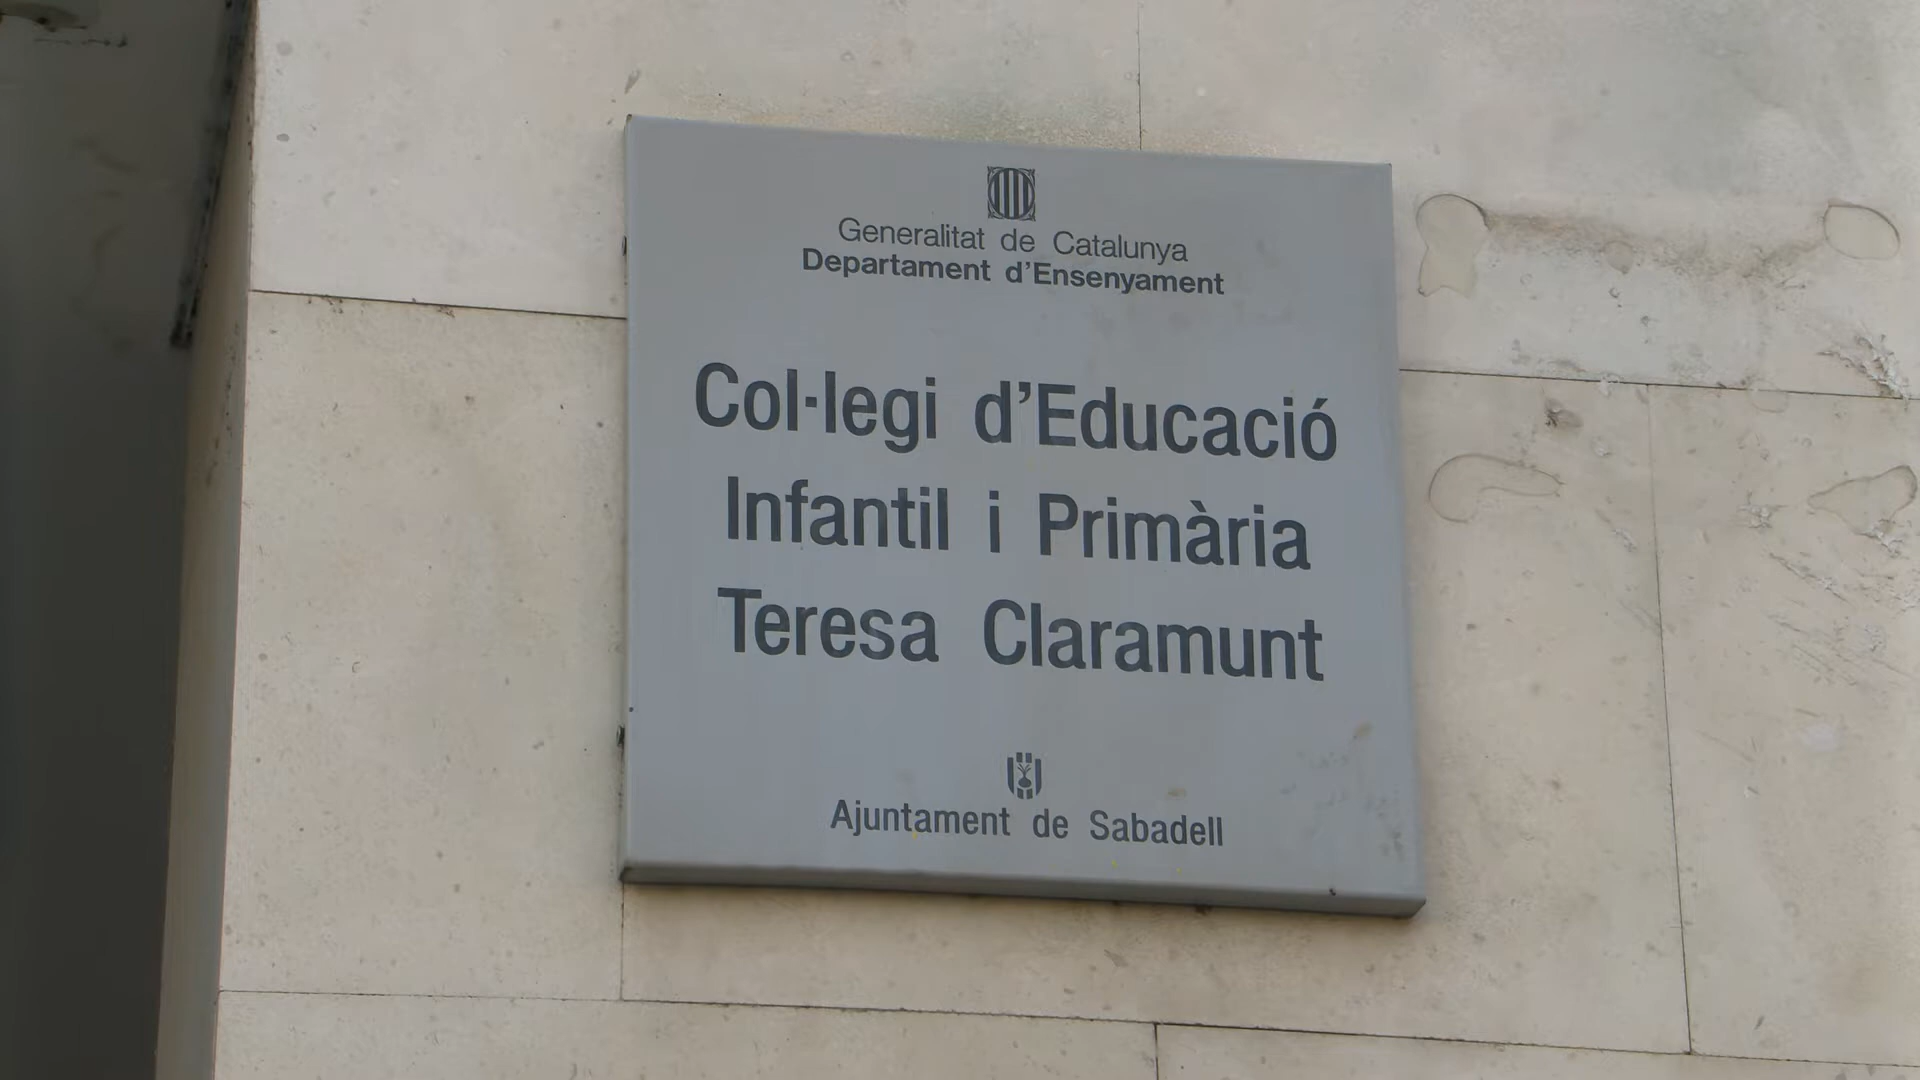 Generalitat de Catalunya
Departament d'Ensenyament
Col·legi d'Educació
Infantil i Primària
Teresa Claramunt
Ajuntament de Sabadell